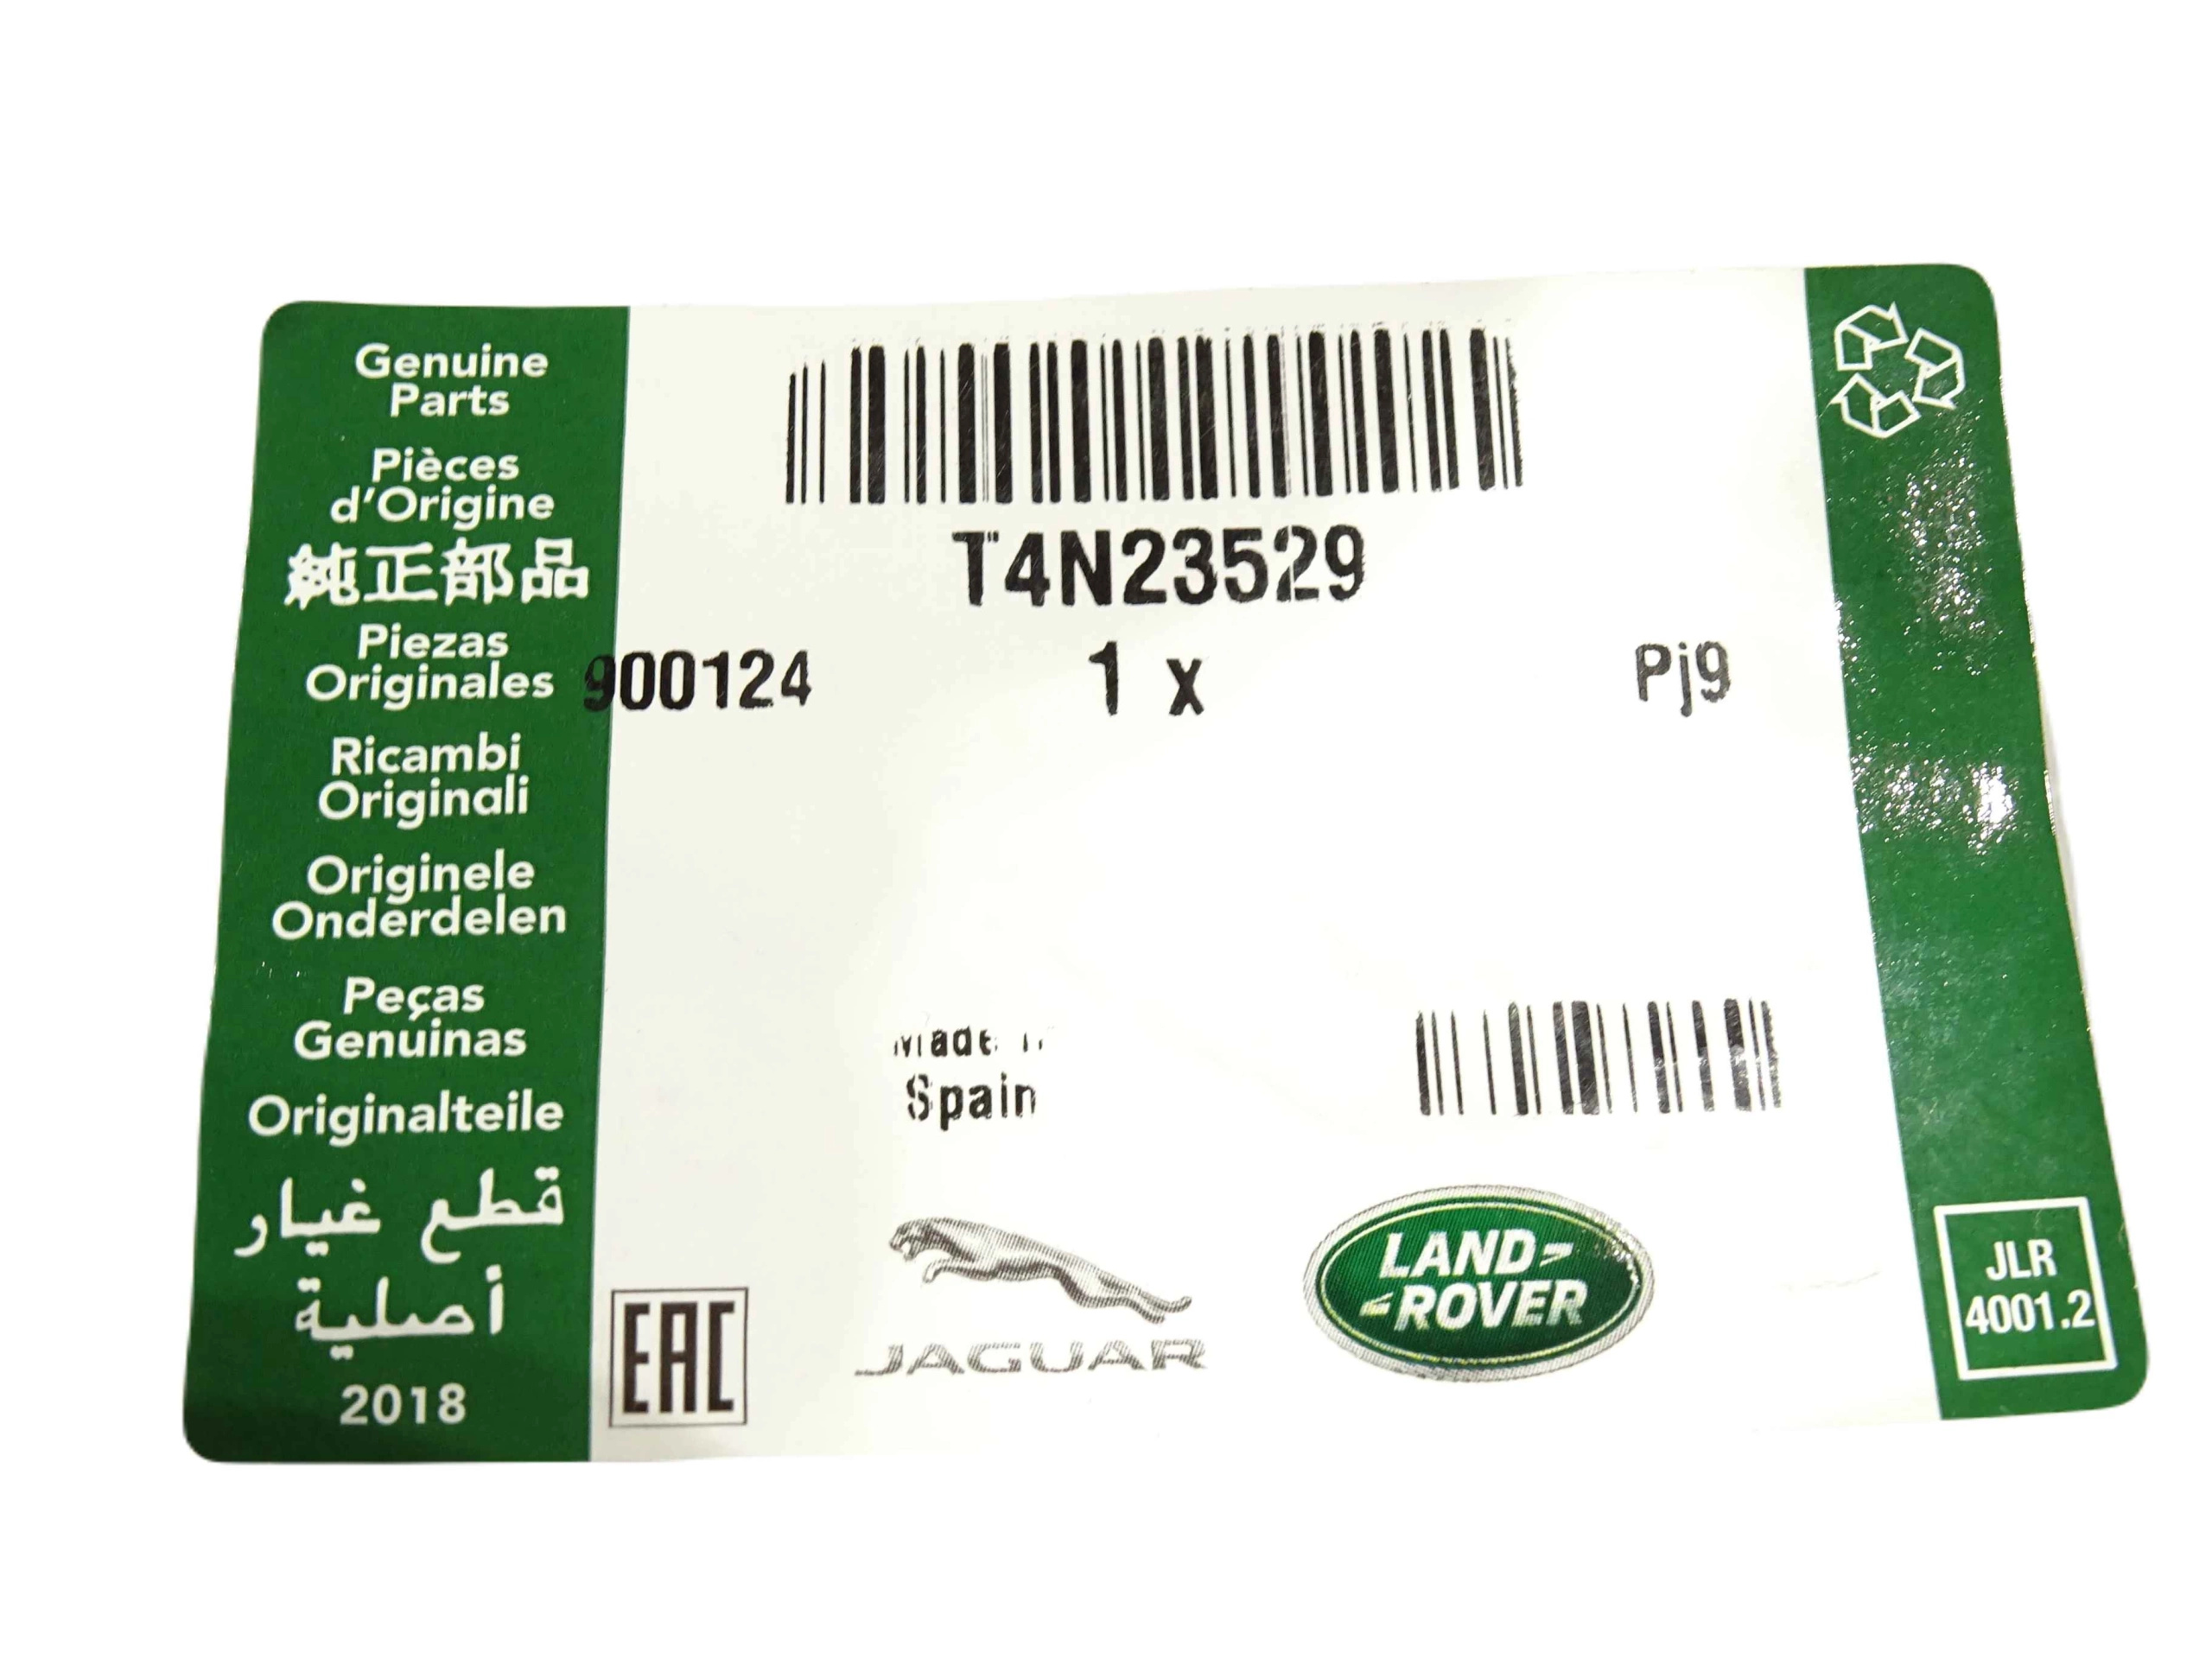 Genuine
Parts
Pièces
d'Origine
純正部品
Piezas
Originales
Ricambi
Originali
Originele
Onderdelen
Peças
Genuinas
Originalteile
قطع غيار
أصلية
2018
T4N23529
900124 1 x Pj9
Made
Spain
EAC
JAGUAR
LAND-
-ROVER
JLR
4001.2